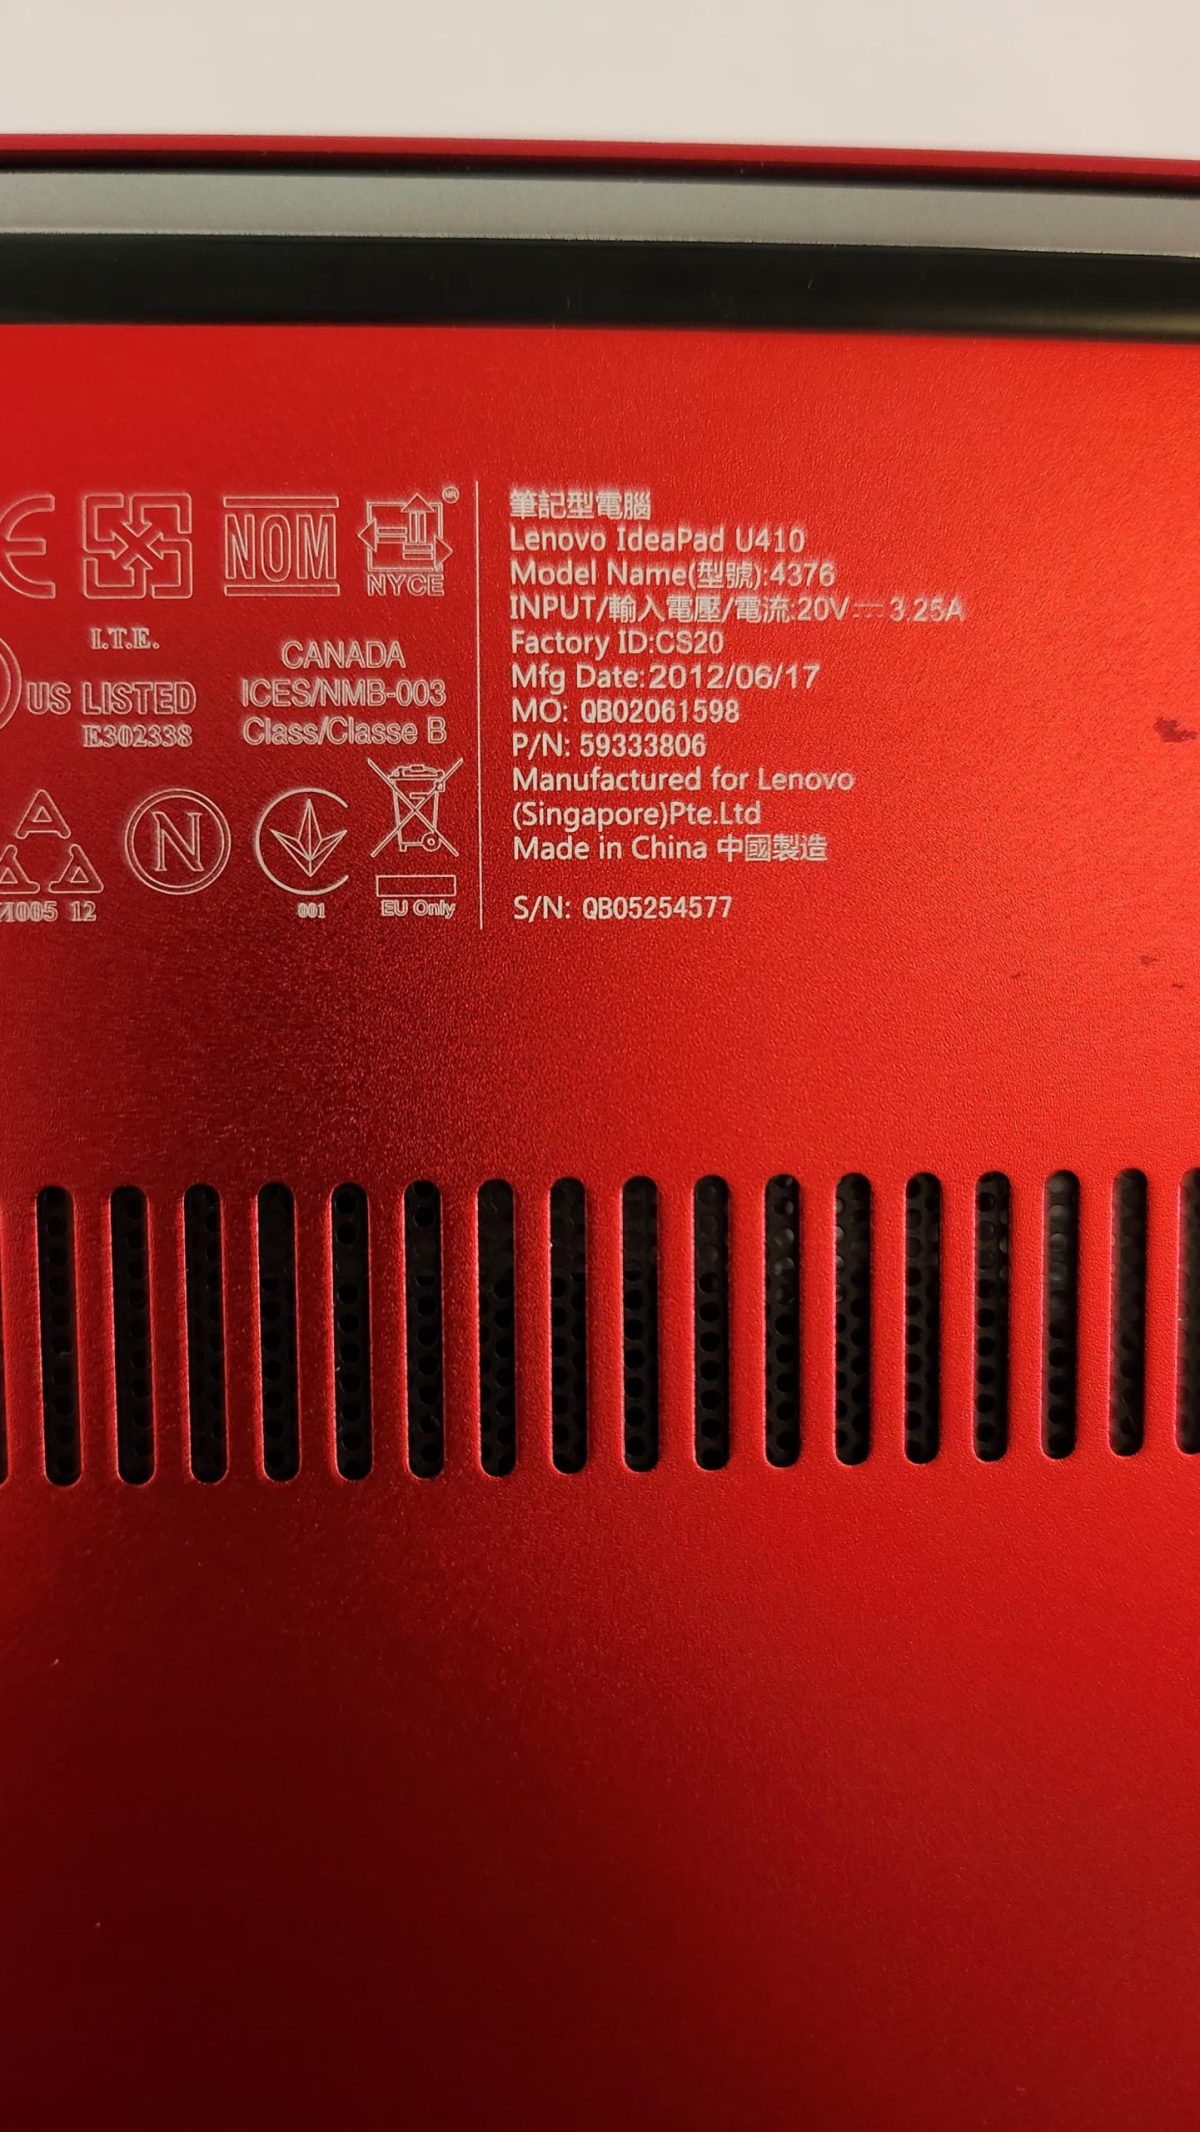 CE
NOM
NYCE
I.T.E.
US LISTED
E302338
CANADA
ICES/NMB-003
Class/Classe B
N
001
EU Only
12
筆記型電腦
Lenovo IdeaPad U410
Model Name(型號):4376
INPUT/輸入電壓/電流:20V⎓ 3.25A
Factory ID:CS20
Mfg Date:2012/06/17
MO: QB02061598
P/N: 59333806
Manufactured for Lenovo
(Singapore)Pte.Ltd
Made in China 中國製造
S/N: QB05254577